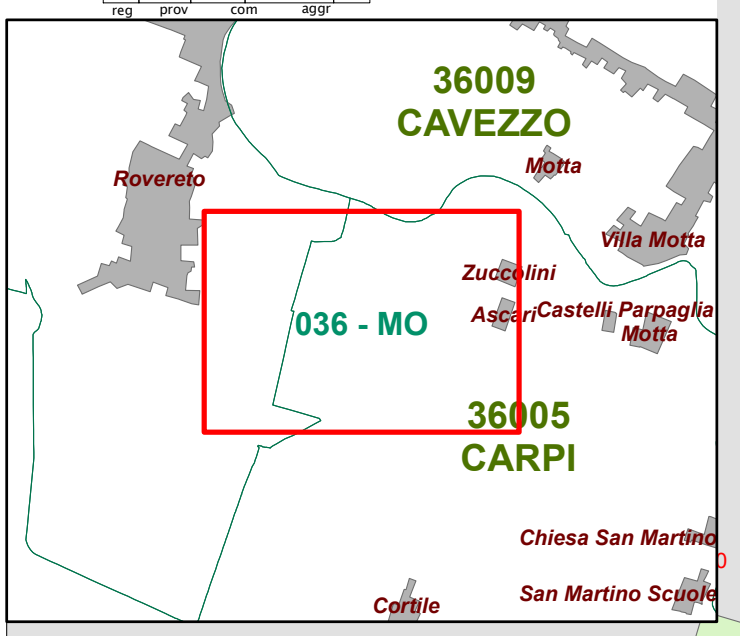 reg prov com aggr
36009
CAVEZZO
Motta
Rovereto
Villa Motta
Zuccolini
Ascari
Castelli Parpaglia
Motta
036 - MO
36005
CARPI
Chiesa San Martino
0
San Martino Scuole
Cortile